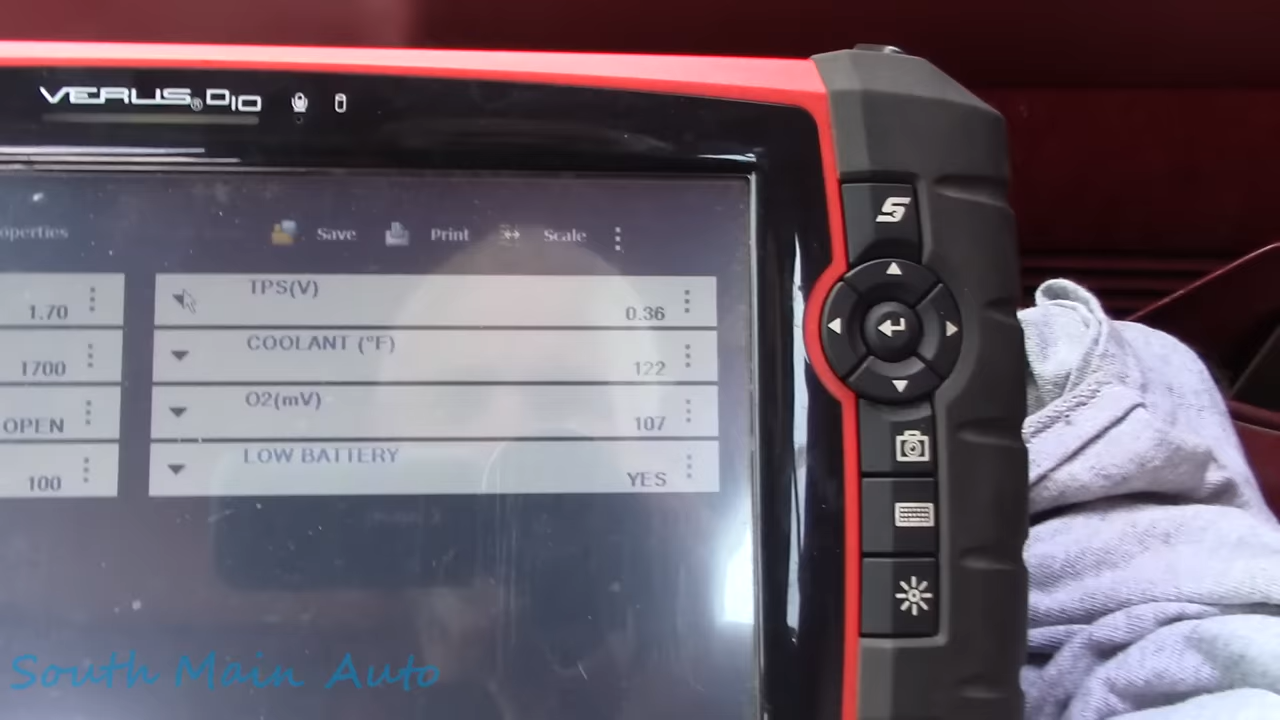 VERUS® D10
operties Save Print Scale
1.70 TPS(V) 0.36
1700 COOLANT (°F) 122
OPEN O2(mV) 107
100 LOW BATTERY YES
South Main Auto